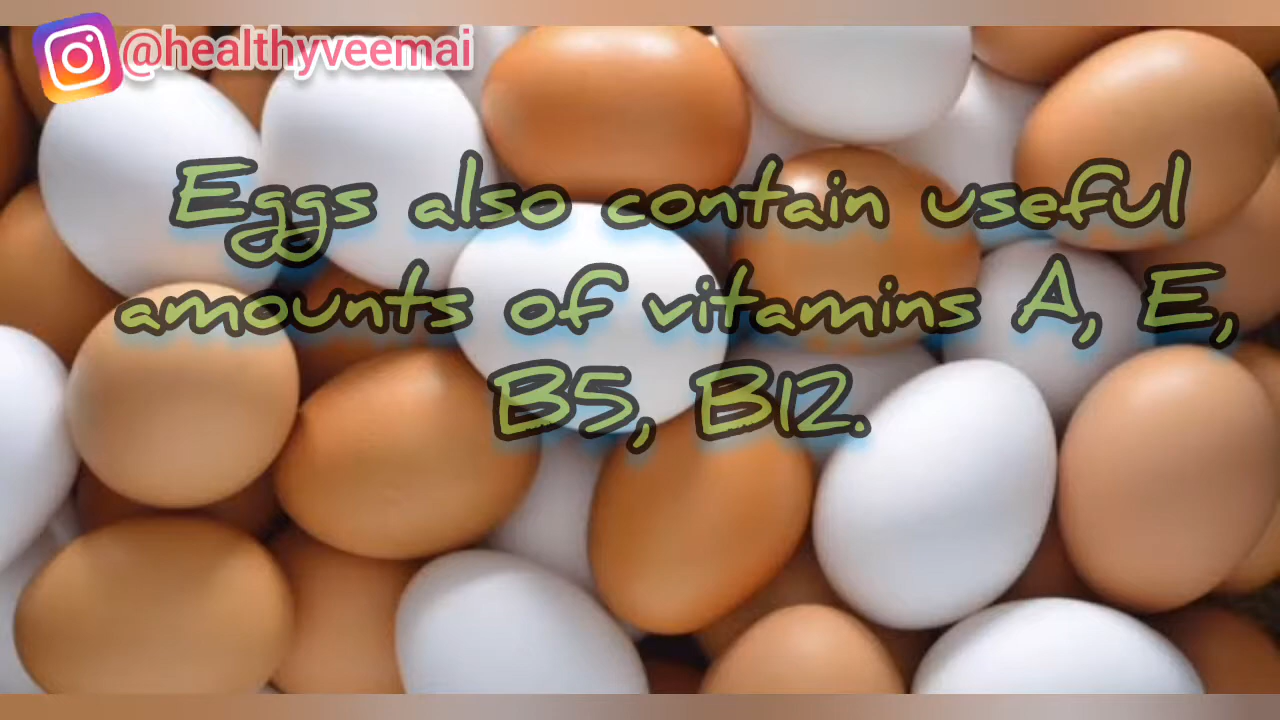 @healthyveemai
Eggs also contain useful
amounts of vitamins A, E,
B5, B12.